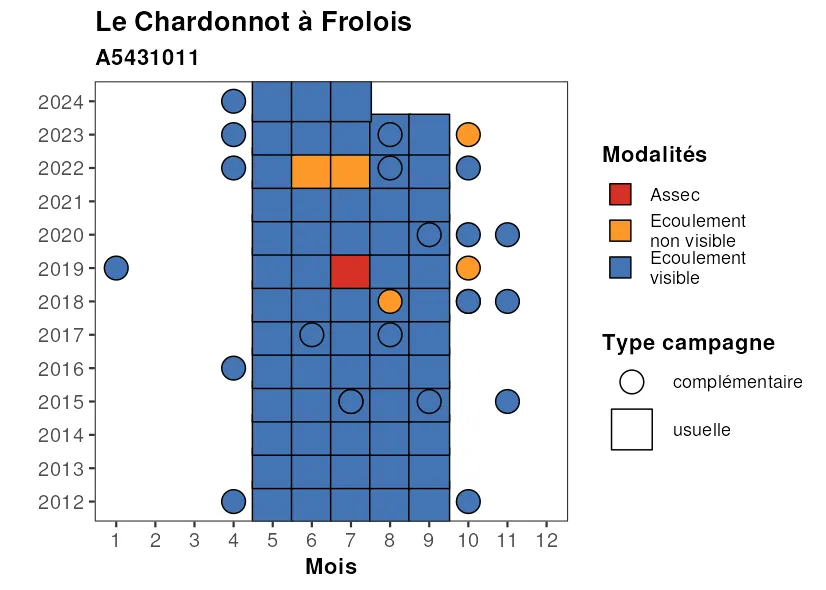 Le Chardonnot à Frolois
A5431011
2024
2023
2022
2021
2020
2019
2018
2017
2016
2015
2014
2013
2012
1 2 3 4 5 6 7 8 9 10 11 12
Mois
Modalités
Assec
Ecoulement
non visible
Ecoulement
visible
Type campagne
complémentaire
usuelle